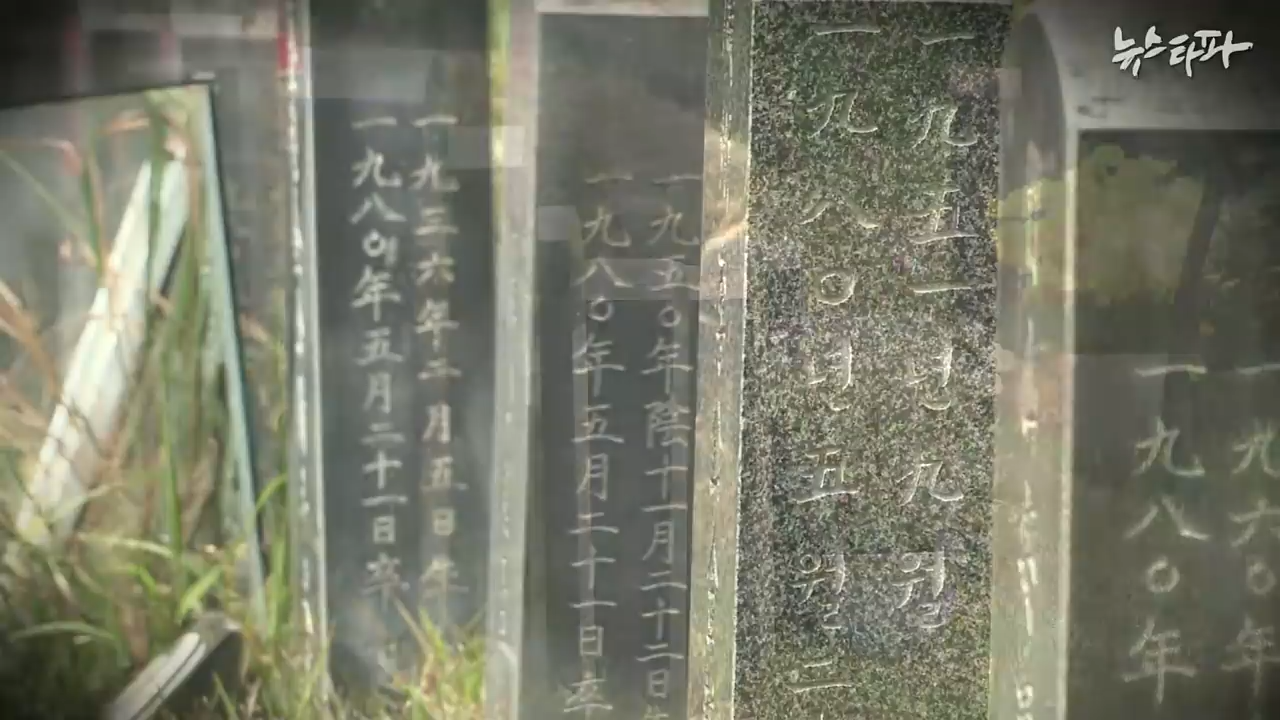 뉴스타파
一九三六年二月五日
一九八〇年五月二十一日卒
一九五〇年陰十一月二十二日
一九八〇年五月二十一日卒
一九五一년九월
一九八〇년五월二
一九六〇年
一九八〇年